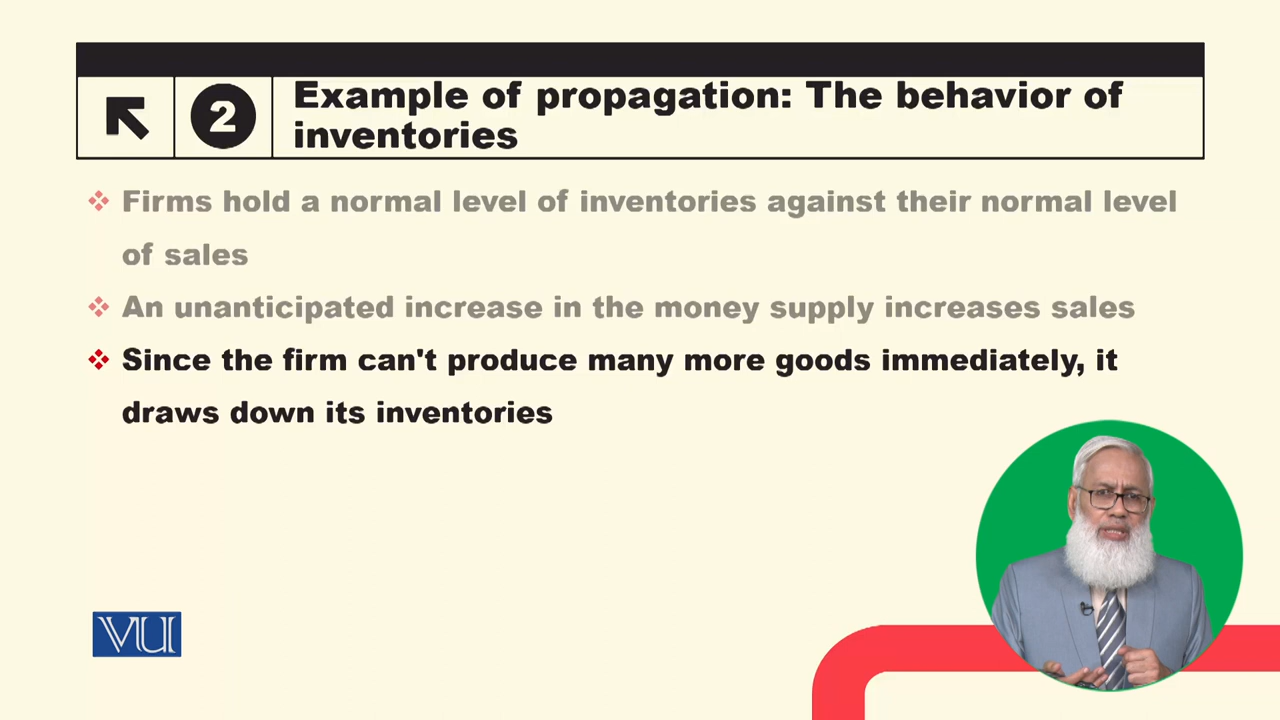 2
Example of propagation: The behavior of
inventories
Firms hold a normal level of inventories against their normal level
of sales
An unanticipated increase in the money supply increases sales
Since the firm can't produce many more goods immediately, it
draws down its inventories
VU